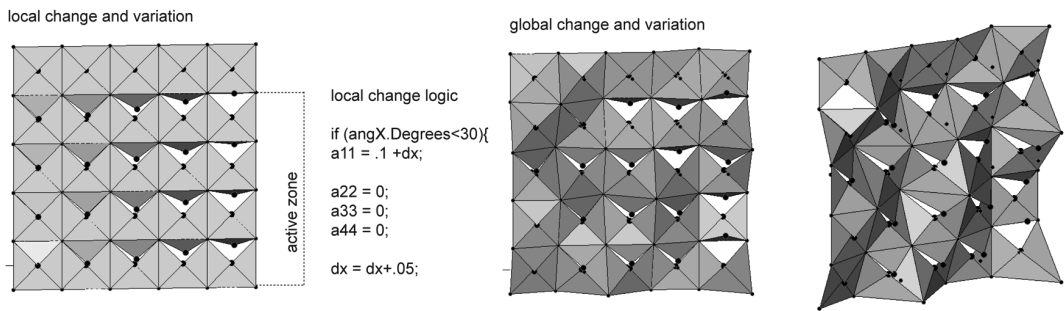 local change and variation
global change and variation
local change logic
if (angX.Degrees<30){
a11 = .1 +dx;
a22 = 0;
a33 = 0;
a44 = 0;
dx = dx+.05;
active zone